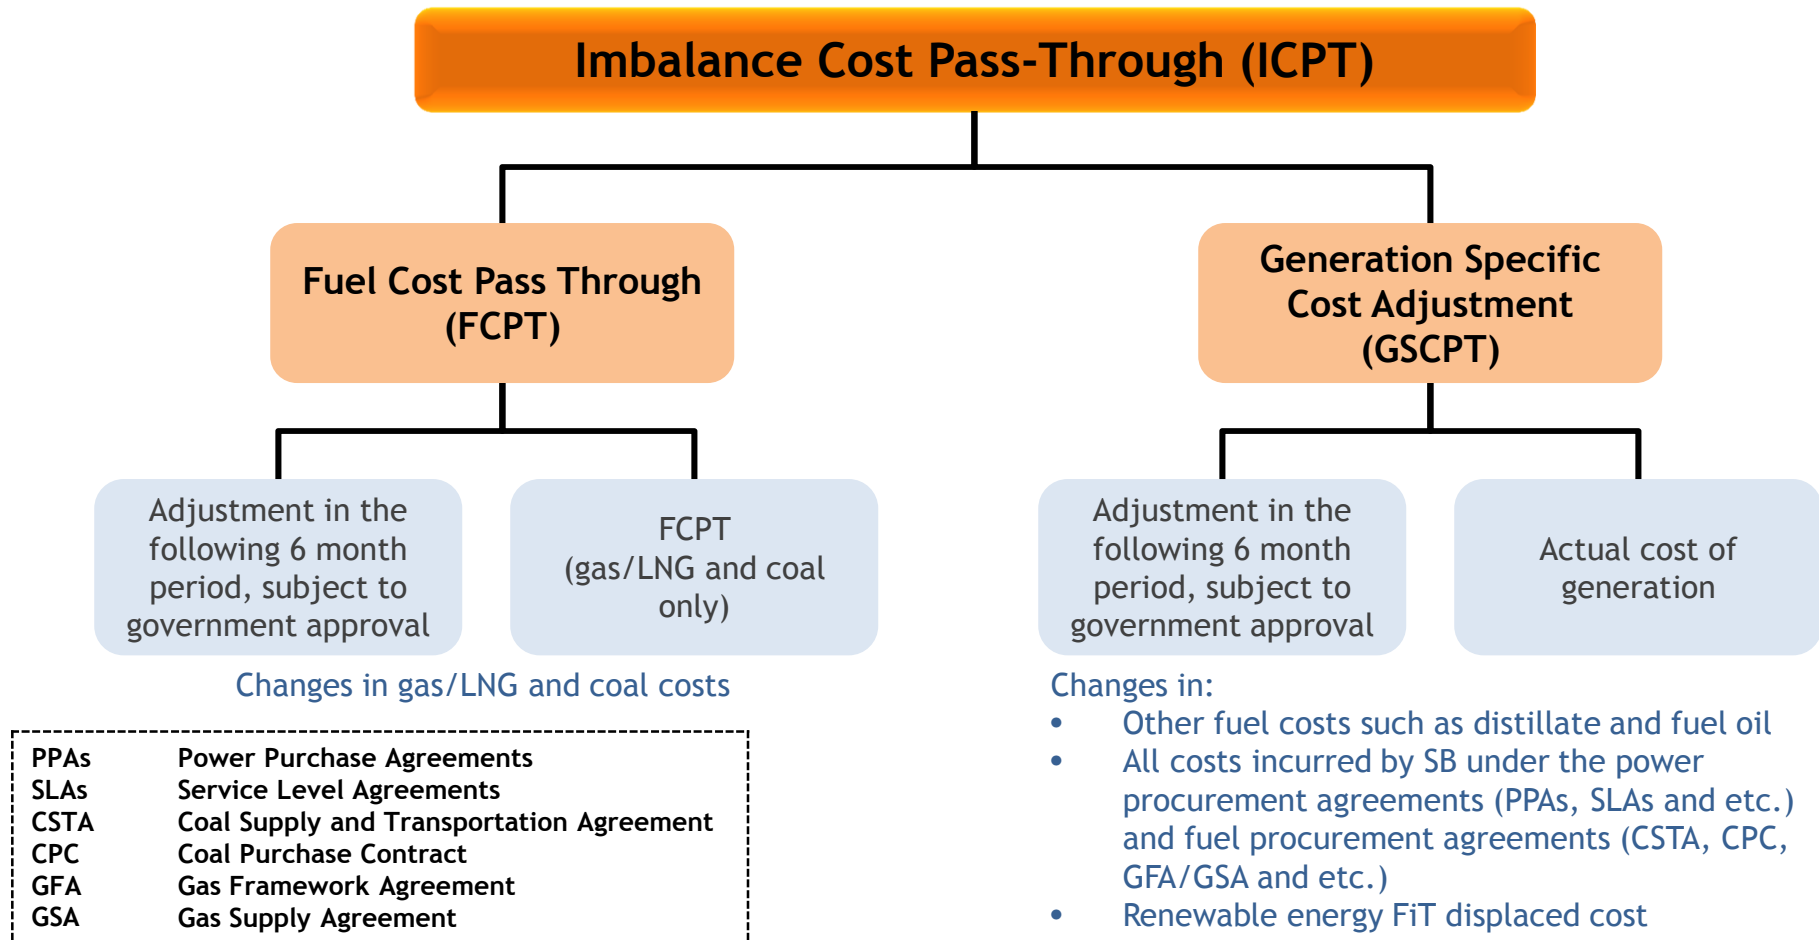 Imbalance Cost Pass-Through (ICPT)
Fuel Cost Pass Through
(FCPT)
Generation Specific
Cost Adjustment
(GSCPT)
Adjustment in the
following 6 month
period, subject to
government approval
FCPT
(gas/LNG and coal
only)
Adjustment in the
following 6 month
period, subject to
government approval
Actual cost of
generation
Changes in gas/LNG and coal costs
PPAs Power Purchase Agreements
SLAs Service Level Agreements
CSTA Coal Supply and Transportation Agreement
CPC Coal Purchase Contract
GFA Gas Framework Agreement
GSA Gas Supply Agreement
Changes in:
• Other fuel costs such as distillate and fuel oil
• All costs incurred by SB under the power
procurement agreements (PPAs, SLAs and etc.)
and fuel procurement agreements (CSTA, CPC,
GFA/GSA and etc.)
• Renewable energy FiT displaced cost